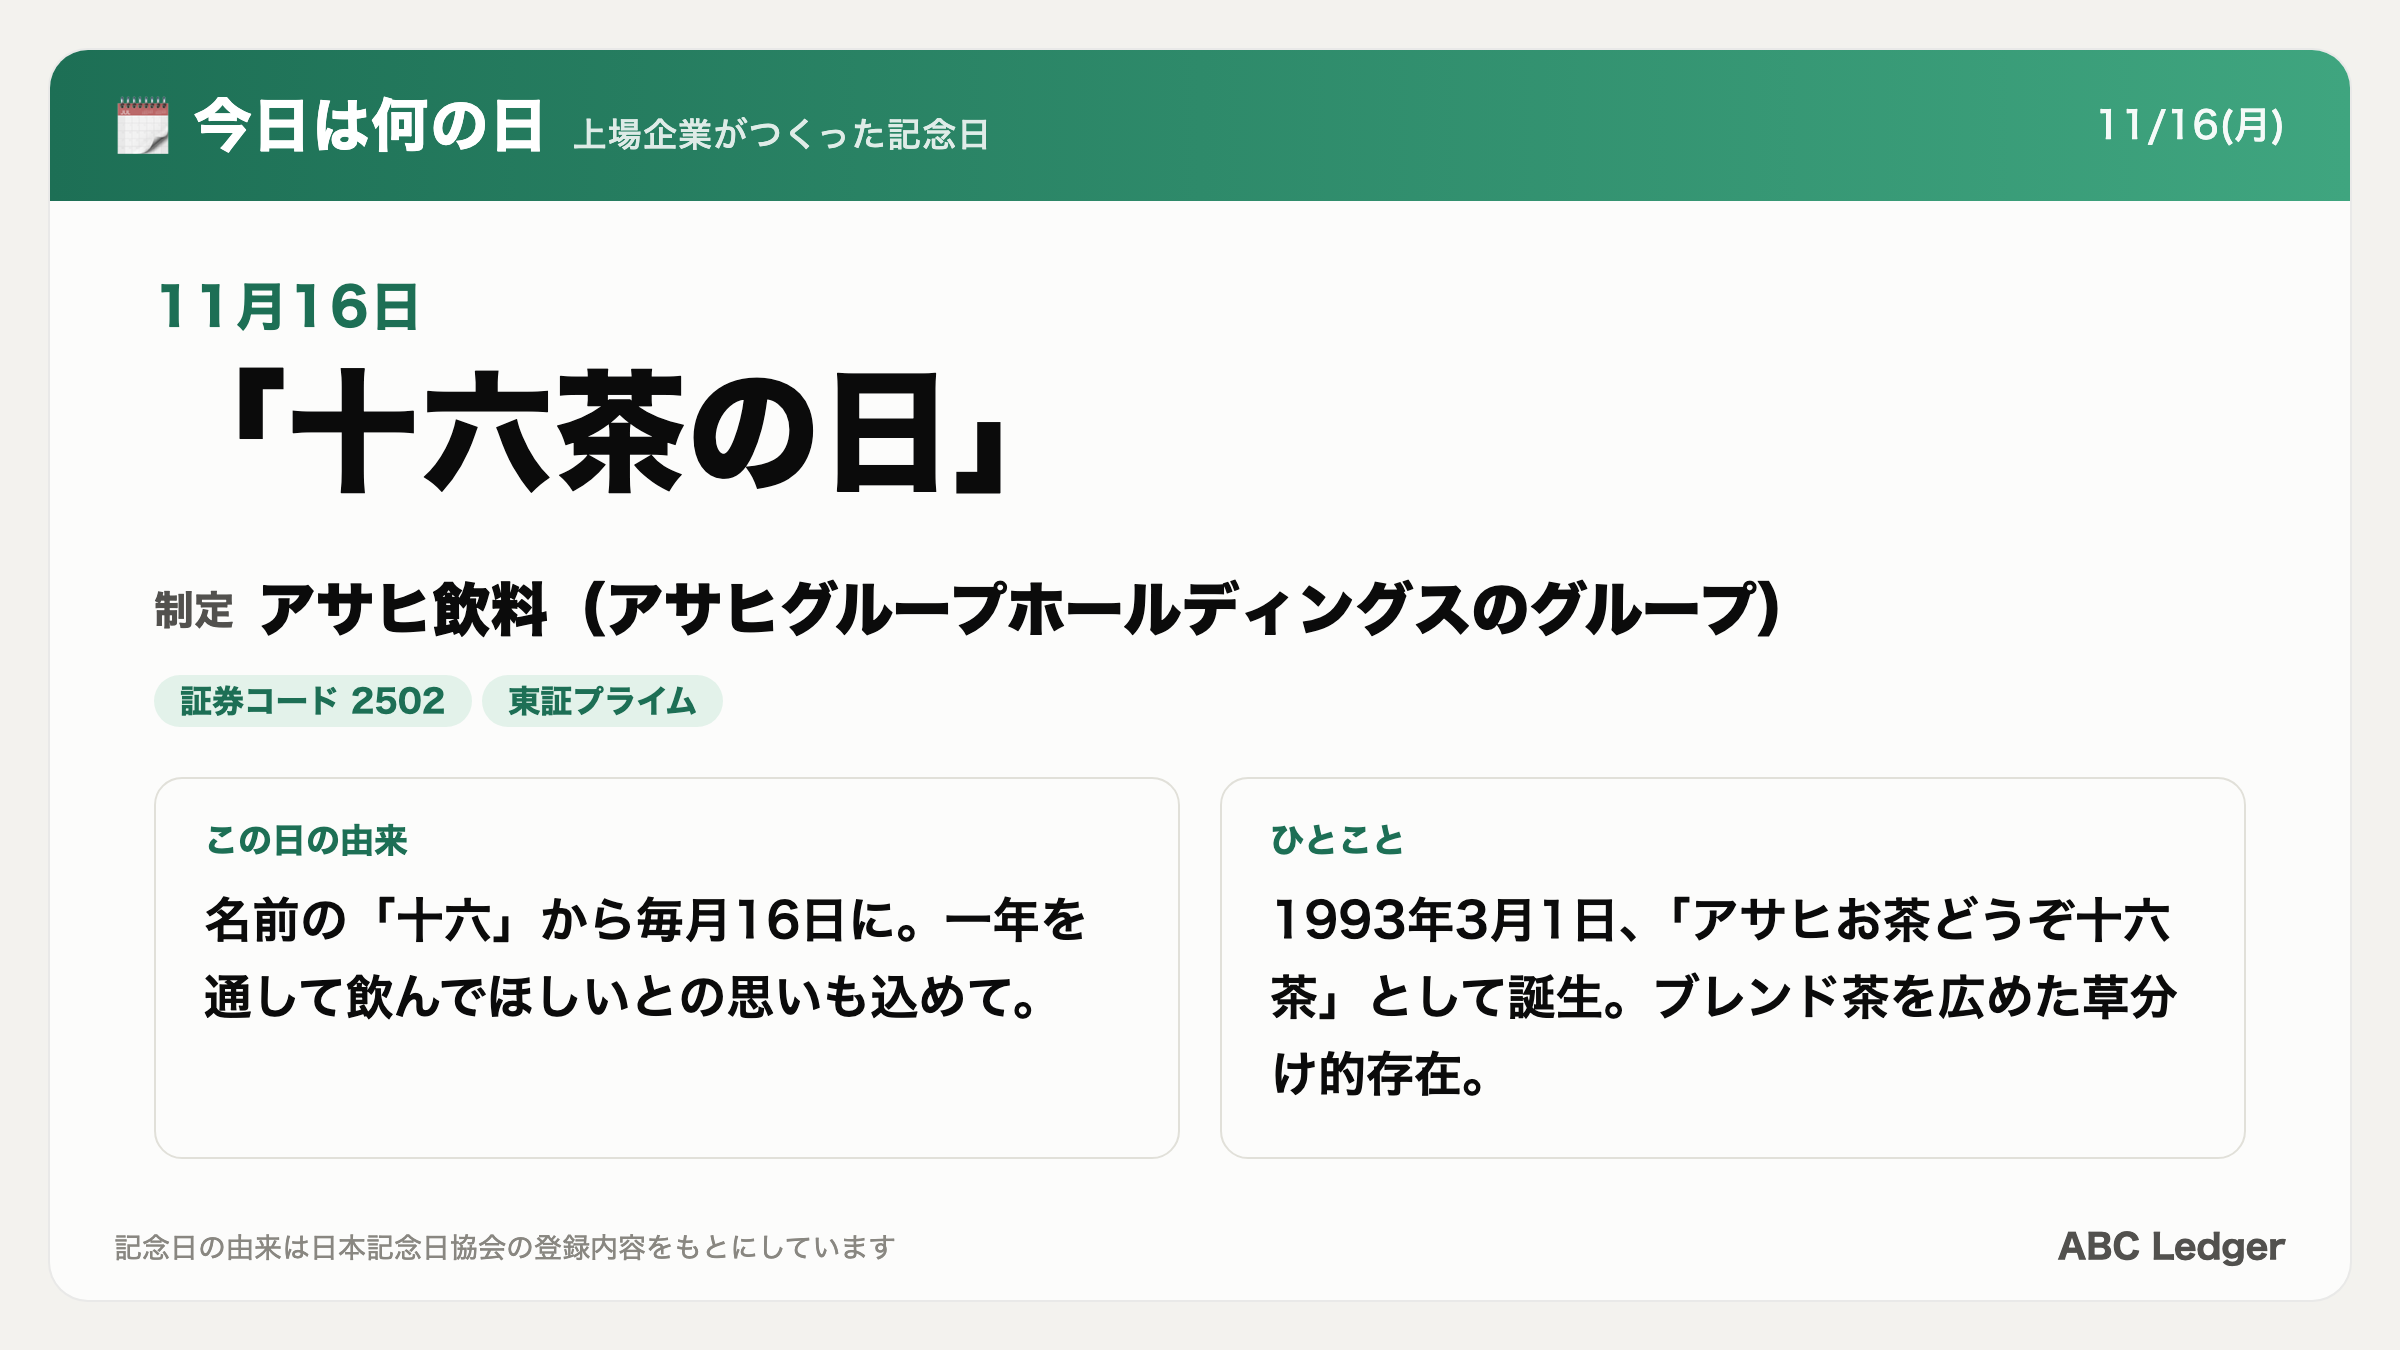 今日は何の日 上場企業がつくった記念日 11/16(月)
11月16日
「十六茶の日」
制定 アサヒ飲料（アサヒグループホールディングスのグループ）
証券コード 2502 東証プライム
この日の由来
名前の「十六」から毎月16日に。一年を
通して飲んでほしいとの思いも込めて。
ひとこと
1993年3月1日、「アサヒお茶どうぞ十六
茶」として誕生。ブレンド茶を広めた草分
け的存在。
記念日の由来は日本記念日協会の登録内容をもとにしています
ABC Ledger